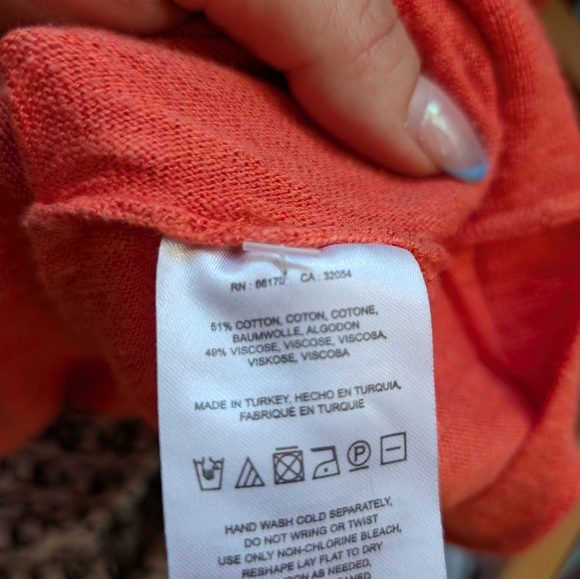 RN : 66170 CA : 32054
51% COTTON, COTON, COTONE,
BAUMWOLLE, ALGODON
49% VISCOSE, VISCOSE, VISCOSA,
VISKOSE, VISCOSA
MADE IN TURKEY, HECHO EN TURQUIA,
FABRIQUÉ EN TURQUIE
P
HAND WASH COLD SEPARATELY,
DO NOT WRING OR TWIST
USE ONLY NON-CHLORINE BLEACH,
RESHAPE LAY FLAT TO DRY
AS NEEDED,